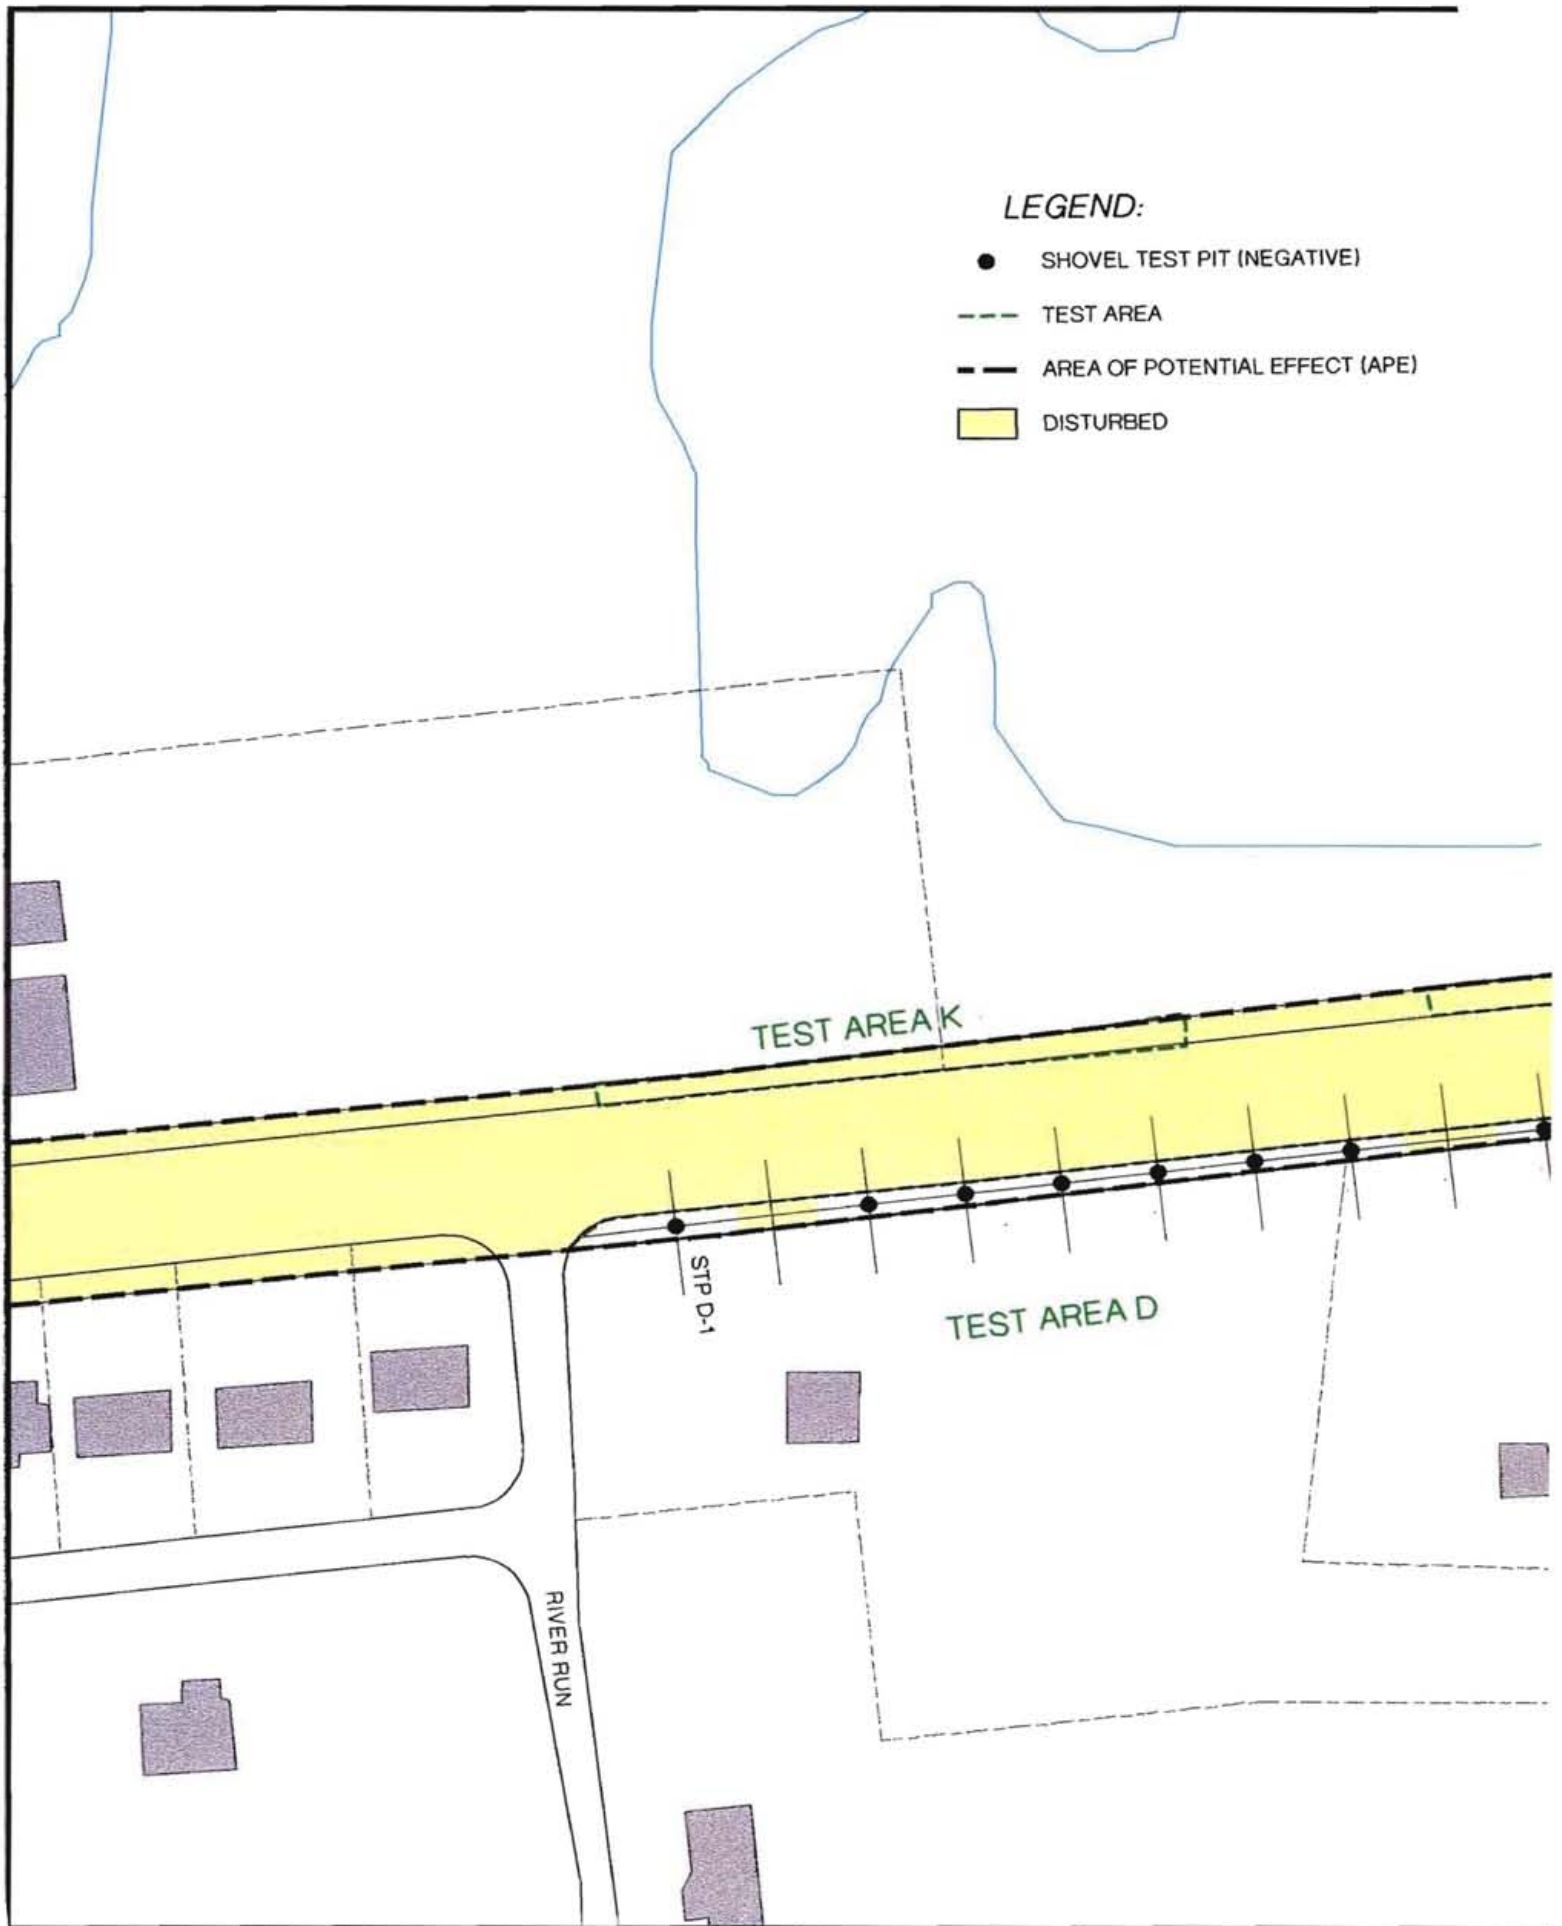 LEGEND:
SHOVEL TEST PIT (NEGATIVE)
TEST AREA
AREA OF POTENTIAL EFFECT (APE)
DISTURBED
TEST AREA K
STP D-1
TEST AREA D
RIVER RUN